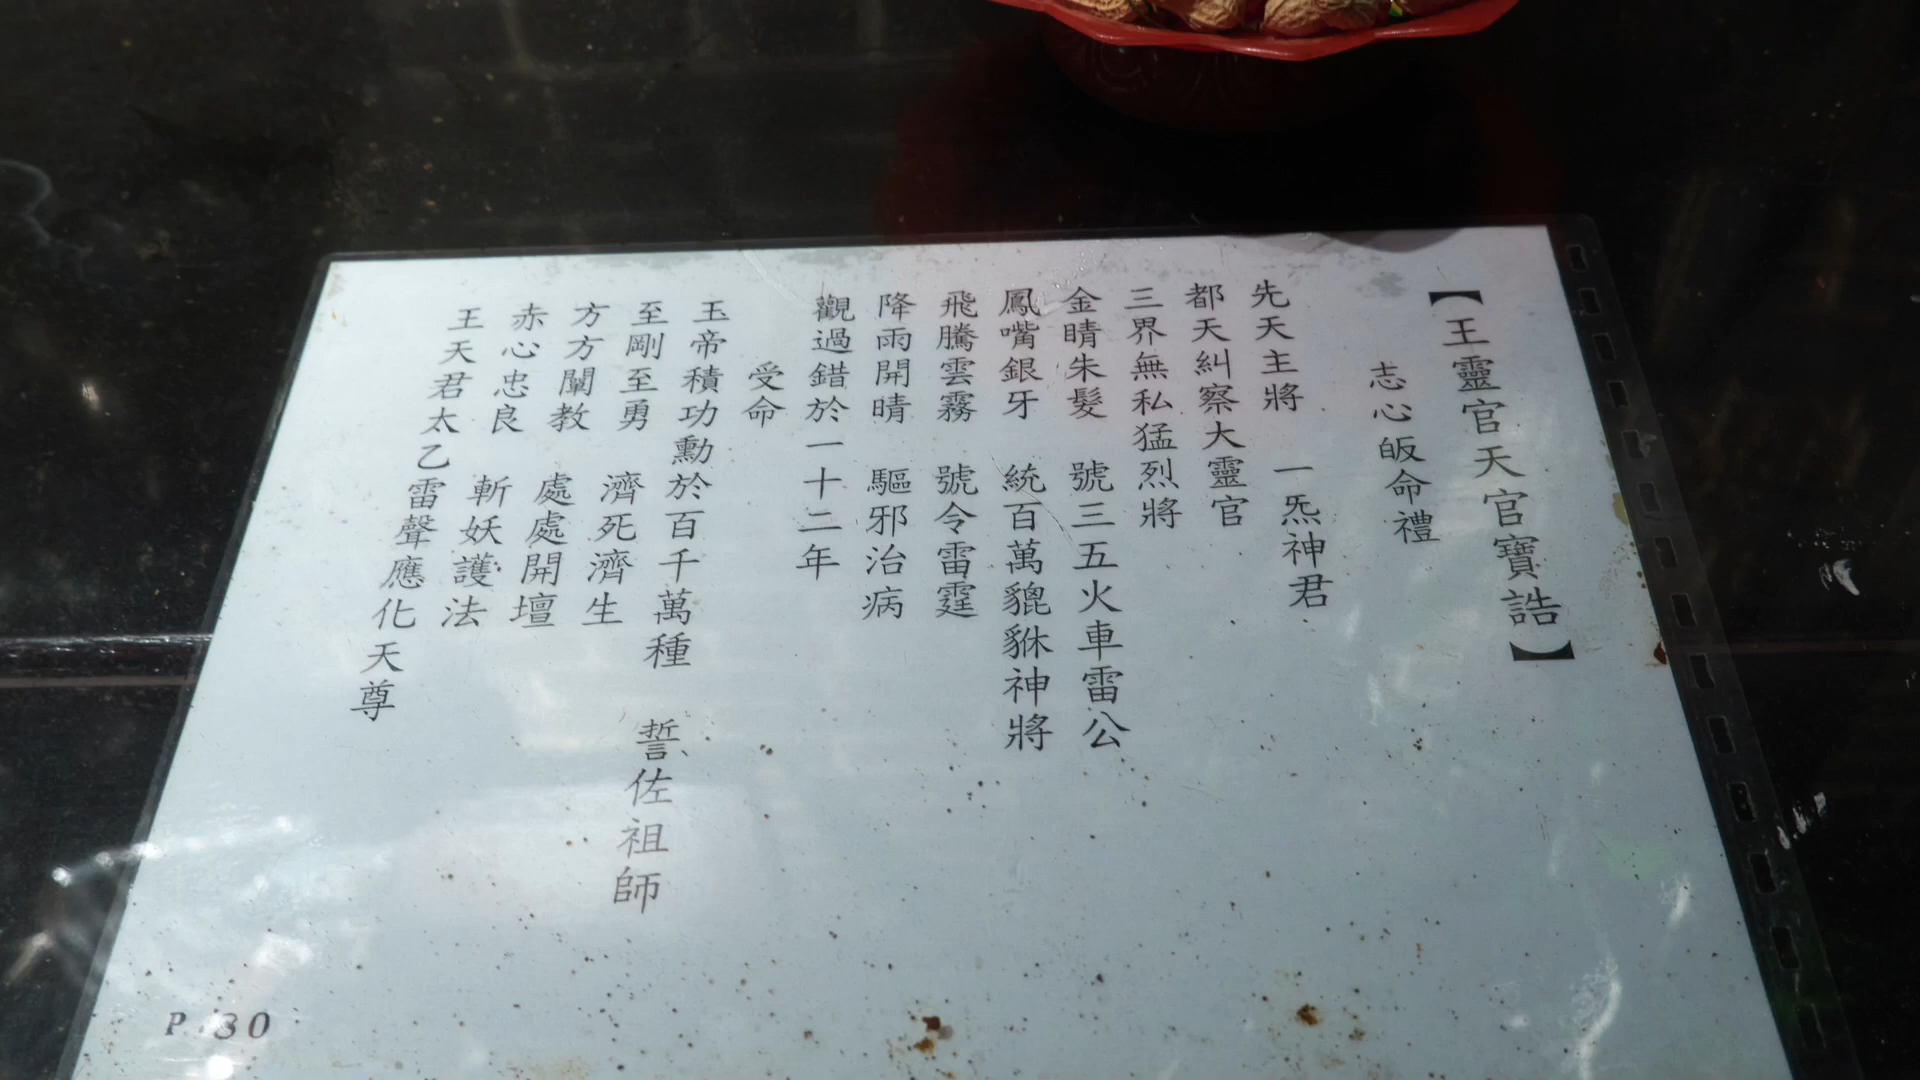 【王靈官天官寶誥】
志心皈命禮
先天主將 一炁神君
都天糾察大靈官
三界無私猛烈將
金睛朱髮 號三五火車雷公
鳳嘴銀牙 統百萬貔貅神將
飛騰雲霧 號令雷霆
降雨開晴 驅邪治病
觀過錯於一十二年
受命
玉帝積功勳於百千萬種 誓佐祖師
至剛至勇 濟死濟生
方方闡教 處處開壇
赤心忠良 斬妖護法
王天君太乙雷聲應化天尊
P.30